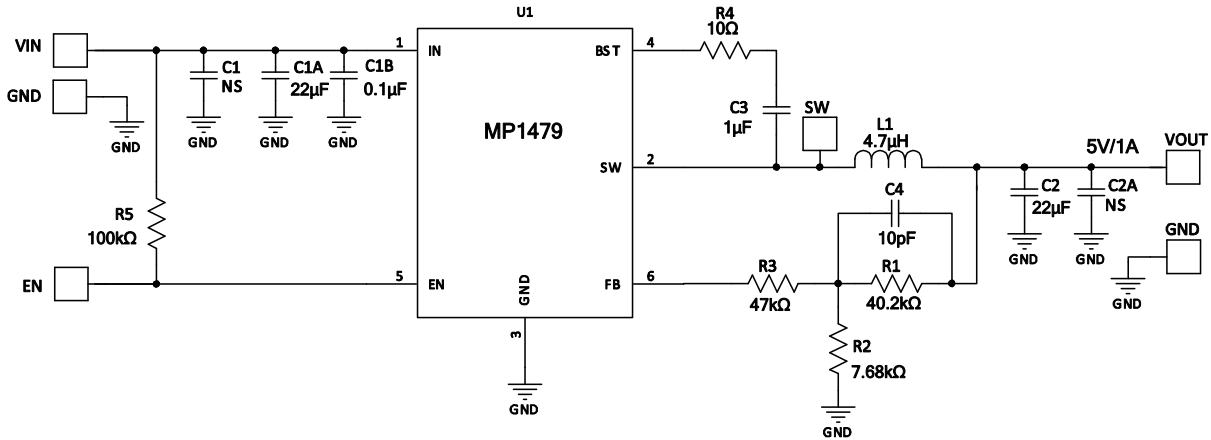 U1
VIN
GND
GND
C1
NS
GND
C1A
22µF
GND
C1B
0.1µF
GND
1
IN
MP1479
BST
4
R4
10Ω
C3
1µF
SW
SW
2
L1
4.7µH
5V/1A
VOUT
C4
10pF
C2
22µF
GND
C2A
NS
GND
GND
GND
R5
100kΩ
EN
5
EN
GND
3
GND
FB
6
R3
47kΩ
R1
40.2kΩ
R2
7.68kΩ
GND